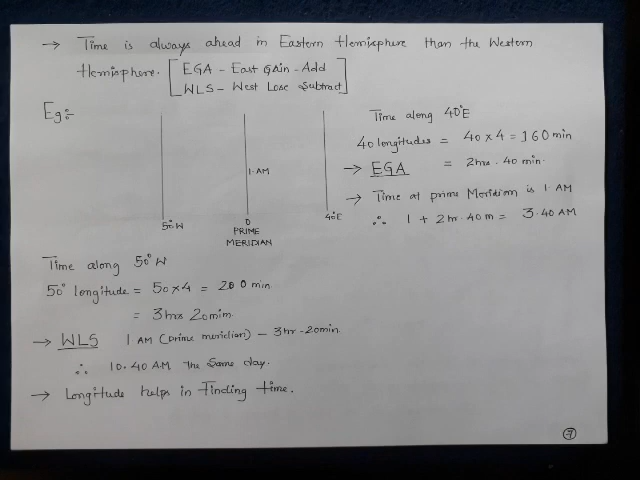 → Time is always ahead in Eastern Hemisphere than the Western
Hemisphere. [EGA - East GAin - Add
WLS - West Lose Subtract]
Eg:-
1·AM
50°W
0
PRIME
MERIDIAN
40°E
Time along 40°E
40 longitudes = 40 x 4 = 160 min
→ EGA = 2hrs. 40 min.
→ Time at prime Meridian is 1 AM
∴ 1 + 2 hr. 40 m = 3·40 AM
Time along 50°W
50° longitude = 50x4 = 200 min
= 3hrs 20mim.
→ WLS 1 AM (prime meridian) - 3hr - 20min.
∴ 10·40 AM The Same day.
→ Longitude helps in Finding time.
7